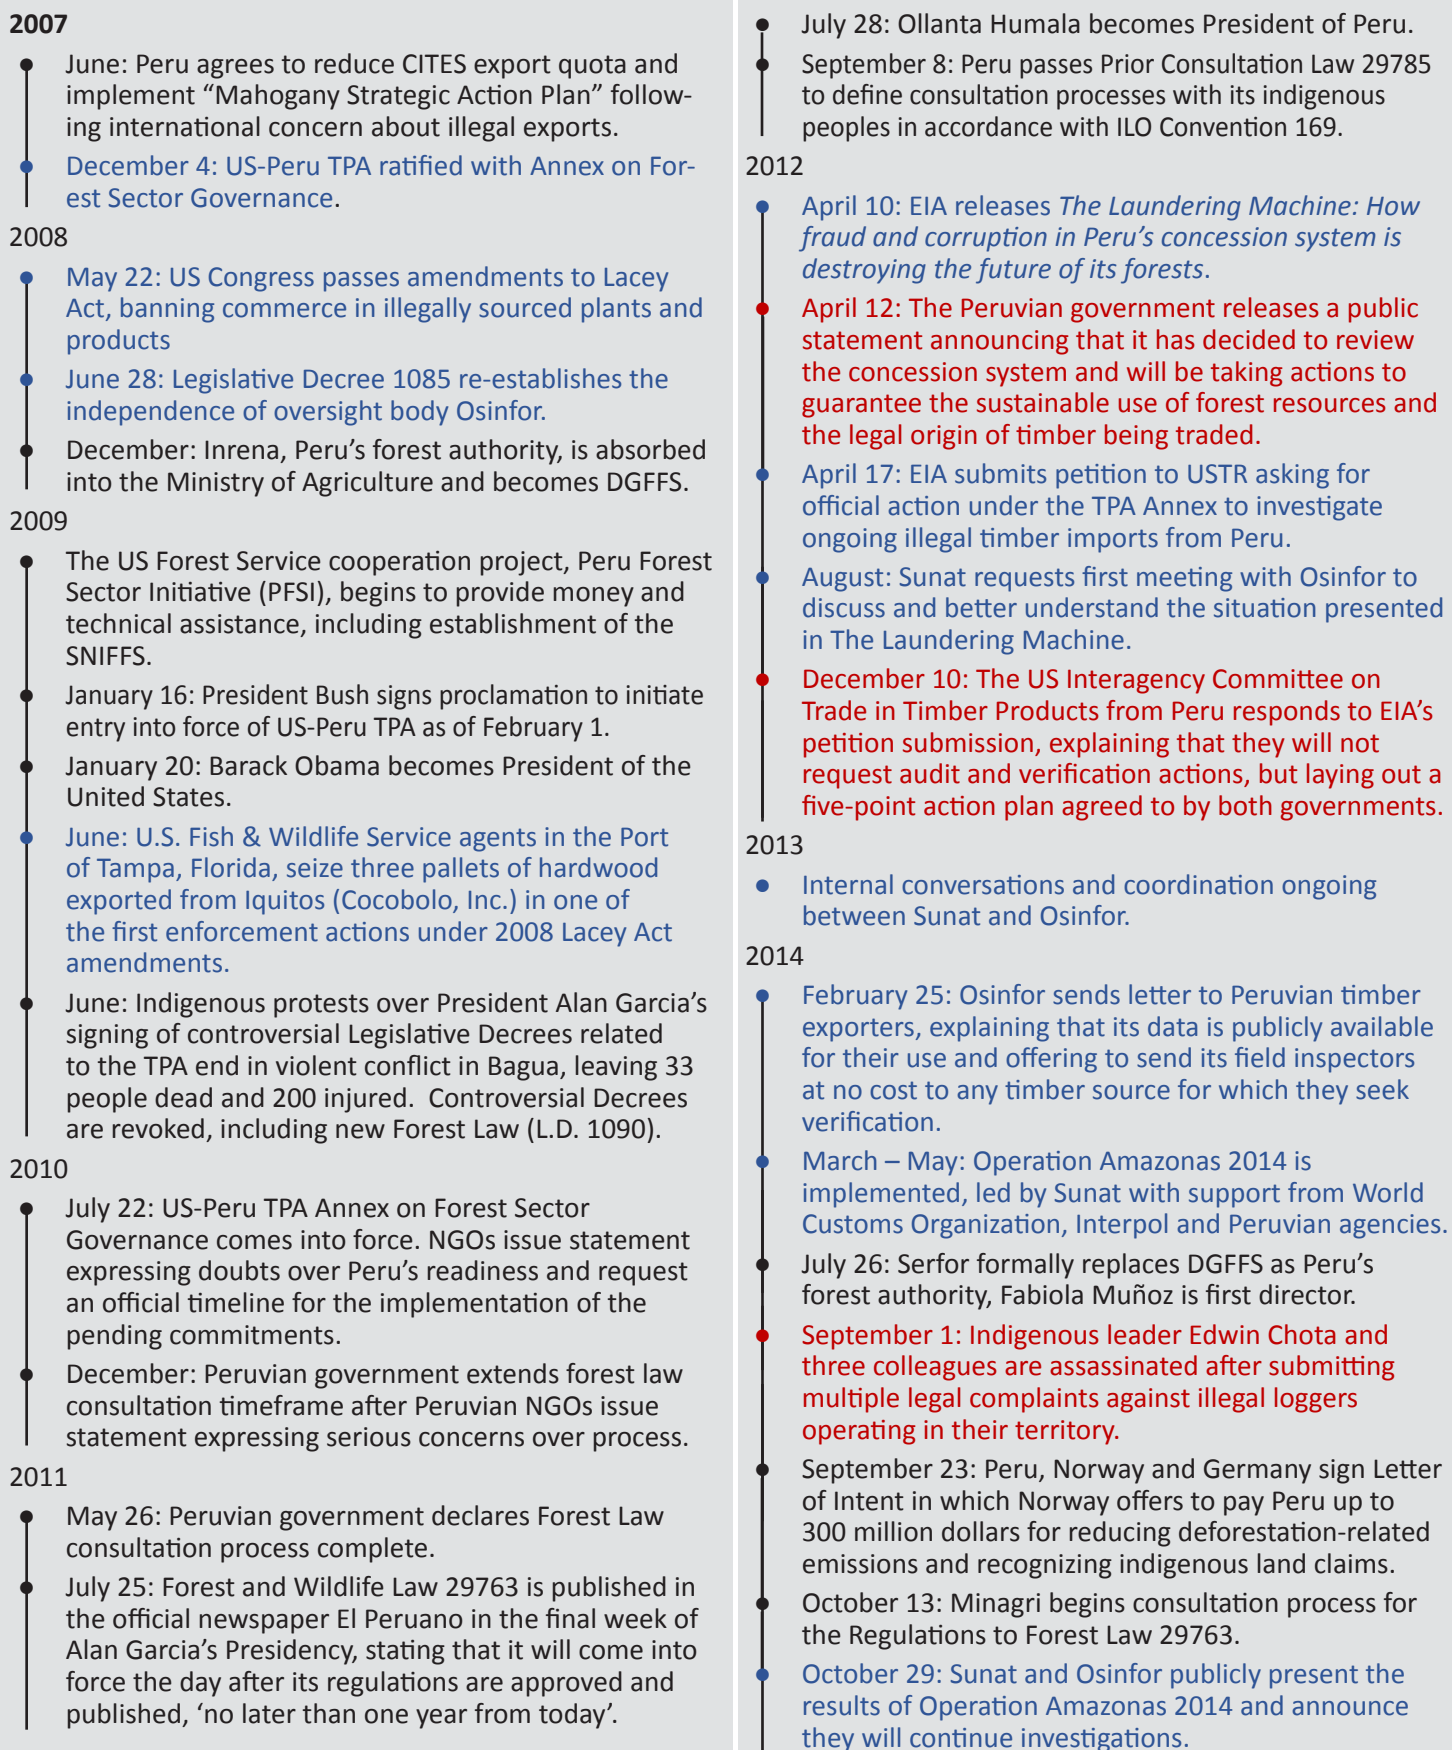 2007
June: Peru agrees to reduce CITES export quota and
implement “Mahogany Strategic Action Plan” follow-
ing international concern about illegal exports.
December 4: US-Peru TPA ratified with Annex on For-
est Sector Governance.
2008
May 22: US Congress passes amendments to Lacey
Act, banning commerce in illegally sourced plants and
products
June 28: Legislative Decree 1085 re-establishes the
independence of oversight body Osinfor.
December: Inrena, Peru’s forest authority, is absorbed
into the Ministry of Agriculture and becomes DGFFS.
2009
The US Forest Service cooperation project, Peru Forest
Sector Initiative (PFSI), begins to provide money and
technical assistance, including establishment of the
SNIFFS.
January 16: President Bush signs proclamation to initiate
entry into force of US-Peru TPA as of February 1.
January 20: Barack Obama becomes President of the
United States.
June: U.S. Fish & Wildlife Service agents in the Port
of Tampa, Florida, seize three pallets of hardwood
exported from Iquitos (Cocobolo, Inc.) in one of
the first enforcement actions under 2008 Lacey Act
amendments.
June: Indigenous protests over President Alan Garcia’s
signing of controversial Legislative Decrees related
to the TPA end in violent conflict in Bagua, leaving 33
people dead and 200 injured.  Controversial Decrees
are revoked, including new Forest Law (L.D. 1090).
2010
July 22: US-Peru TPA Annex on Forest Sector
Governance comes into force. NGOs issue statement
expressing doubts over Peru’s readiness and request
an official timeline for the implementation of the
pending commitments.
December: Peruvian government extends forest law
consultation timeframe after Peruvian NGOs issue
statement expressing serious concerns over process.
2011
May 26: Peruvian government declares Forest Law
consultation process complete.
July 25: Forest and Wildlife Law 29763 is published in
the official newspaper El Peruano in the final week of
Alan Garcia’s Presidency, stating that it will come into
force the day after its regulations are approved and
published, ‘no later than one year from today’.
July 28: Ollanta Humala becomes President of Peru.
September 8: Peru passes Prior Consultation Law 29785
to define consultation processes with its indigenous
peoples in accordance with ILO Convention 169.
2012
April 10: EIA releases The Laundering Machine: How
fraud and corruption in Peru’s concession system is
destroying the future of its forests.
April 12: The Peruvian government releases a public
statement announcing that it has decided to review
the concession system and will be taking actions to
guarantee the sustainable use of forest resources and
the legal origin of timber being traded.
April 17: EIA submits petition to USTR asking for
official action under the TPA Annex to investigate
ongoing illegal timber imports from Peru.
August: Sunat requests first meeting with Osinfor to
discuss and better understand the situation presented
in The Laundering Machine.
December 10: The US Interagency Committee on
Trade in Timber Products from Peru responds to EIA’s
petition submission, explaining that they will not
request audit and verification actions, but laying out a
five-point action plan agreed to by both governments.
2013
Internal conversations and coordination ongoing
between Sunat and Osinfor.
2014
February 25: Osinfor sends letter to Peruvian timber
exporters, explaining that its data is publicly available
for their use and offering to send its field inspectors
at no cost to any timber source for which they seek
verification.
March – May: Operation Amazonas 2014 is
implemented, led by Sunat with support from World
Customs Organization, Interpol and Peruvian agencies.
July 26: Serfor formally replaces DGFFS as Peru’s
forest authority, Fabiola Muñoz is first director.
September 1: Indigenous leader Edwin Chota and
three colleagues are assassinated after submitting
multiple legal complaints against illegal loggers
operating in their territory.
September 23: Peru, Norway and Germany sign Letter
of Intent in which Norway offers to pay Peru up to
300 million dollars for reducing deforestation-related
emissions and recognizing indigenous land claims.
October 13: Minagri begins consultation process for
the Regulations to Forest Law 29763.
October 29: Sunat and Osinfor publicly present the
results of Operation Amazonas 2014 and announce
they will continue investigations.